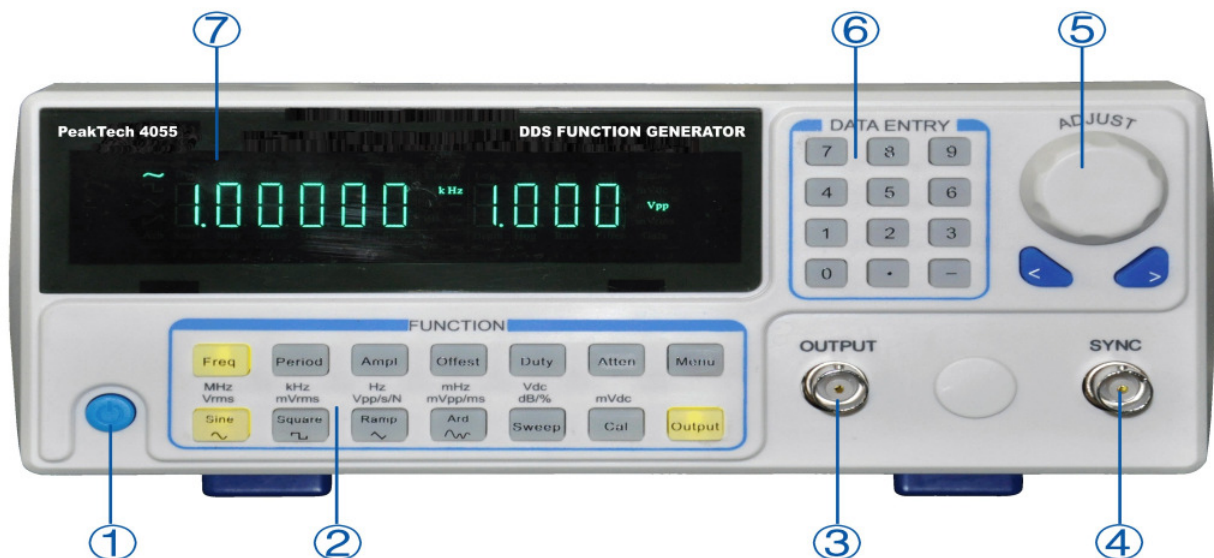 ⑦ ⑥ ⑤
PeakTech 4055 DDS FUNCTION GENERATOR
~ 1.00000 kHz 1.000 Vpp
DATA ENTRY
7 8 9
4 5 6
1 2 3
0 . −
ADJUST
< >
FUNCTION
Freq Period Ampl Offest Duty Atten Menu
MHz kHz Hz mHz Vdc
Vrms mVrms Vpp/s/N mVpp/ms dB/% mVdc
Sine Square Ramp Ard Sweep Cal Output
OUTPUT SYNC
① ② ③ ④